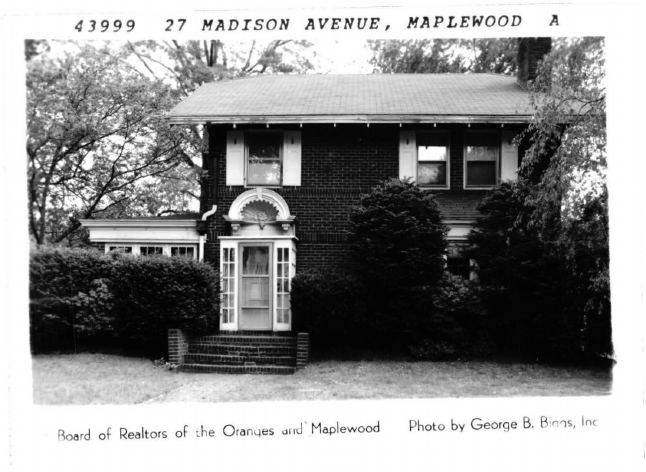 43999 27 MADISON AVENUE, MAPLEWOOD A
Board of Realtors of the Oranges and Maplewood Photo by George B. Biggs, Inc